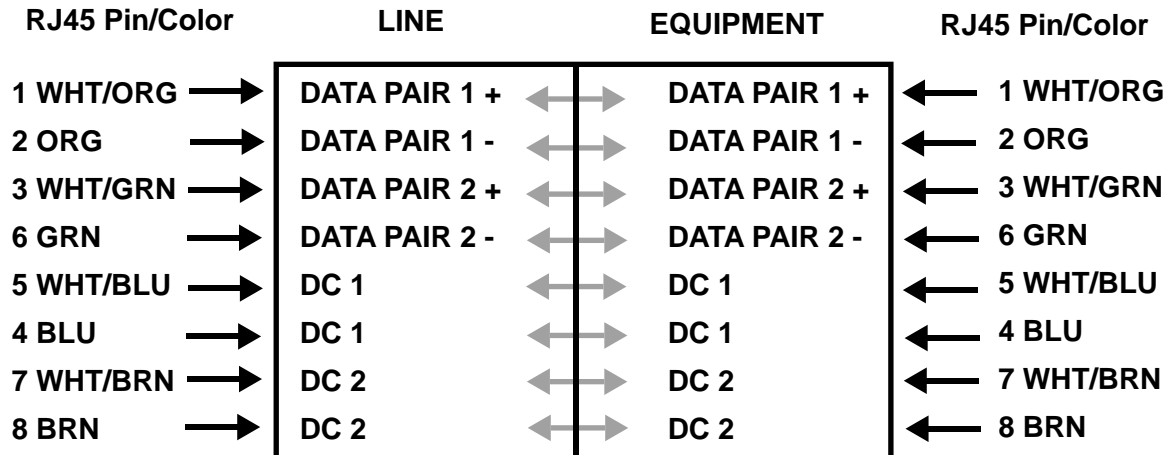 RJ45 Pin/Color LINE EQUIPMENT RJ45 Pin/Color
1 WHT/ORG DATA PAIR 1 + DATA PAIR 1 + 1 WHT/ORG
2 ORG DATA PAIR 1 - DATA PAIR 1 - 2 ORG
3 WHT/GRN DATA PAIR 2 + DATA PAIR 2 + 3 WHT/GRN
6 GRN DATA PAIR 2 - DATA PAIR 2 - 6 GRN
5 WHT/BLU DC 1 DC 1 5 WHT/BLU
4 BLU DC 1 DC 1 4 BLU
7 WHT/BRN DC 2 DC 2 7 WHT/BRN
8 BRN DC 2 DC 2 8 BRN